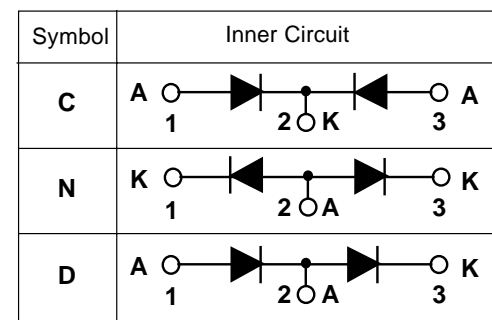 Symbol Inner Circuit
C A K A
1 2 3
N K A K
1 2 3
D A A K
1 2 3